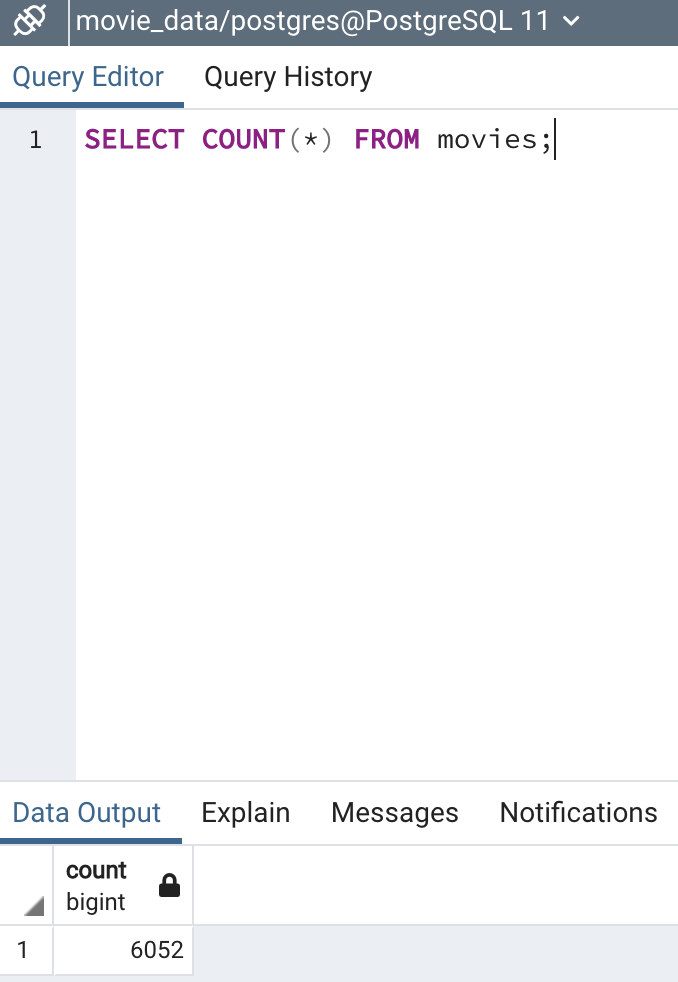 movie_data/postgres@PostgreSQL 11
Query Editor Query History
1 SELECT COUNT(*) FROM movies;
Data Output Explain Messages Notifications
count
bigint
1 6052